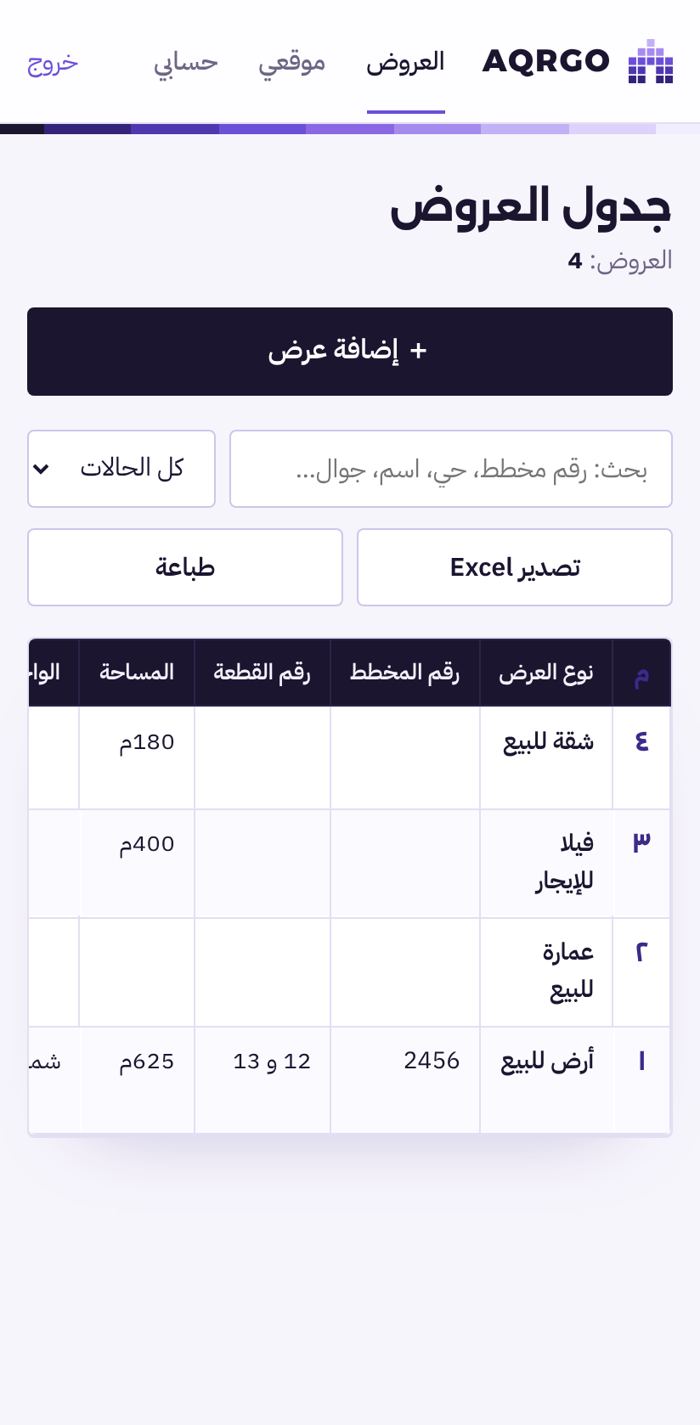 AQRGO العروض موقعي حسابي خروج
جدول العروض
العروض: 4
+ إضافة عرض
بحث: رقم مخطط، حي، اسم، جوال... كل الحالات
تصدير Excel طباعة
م نوع العرض رقم المخطط رقم القطعة المساحة
٤ شقة للبيع 180م
٣ فيلا للإيجار 400م
٢ عمارة للبيع
١ أرض للبيع 2456 12 و 13 625م